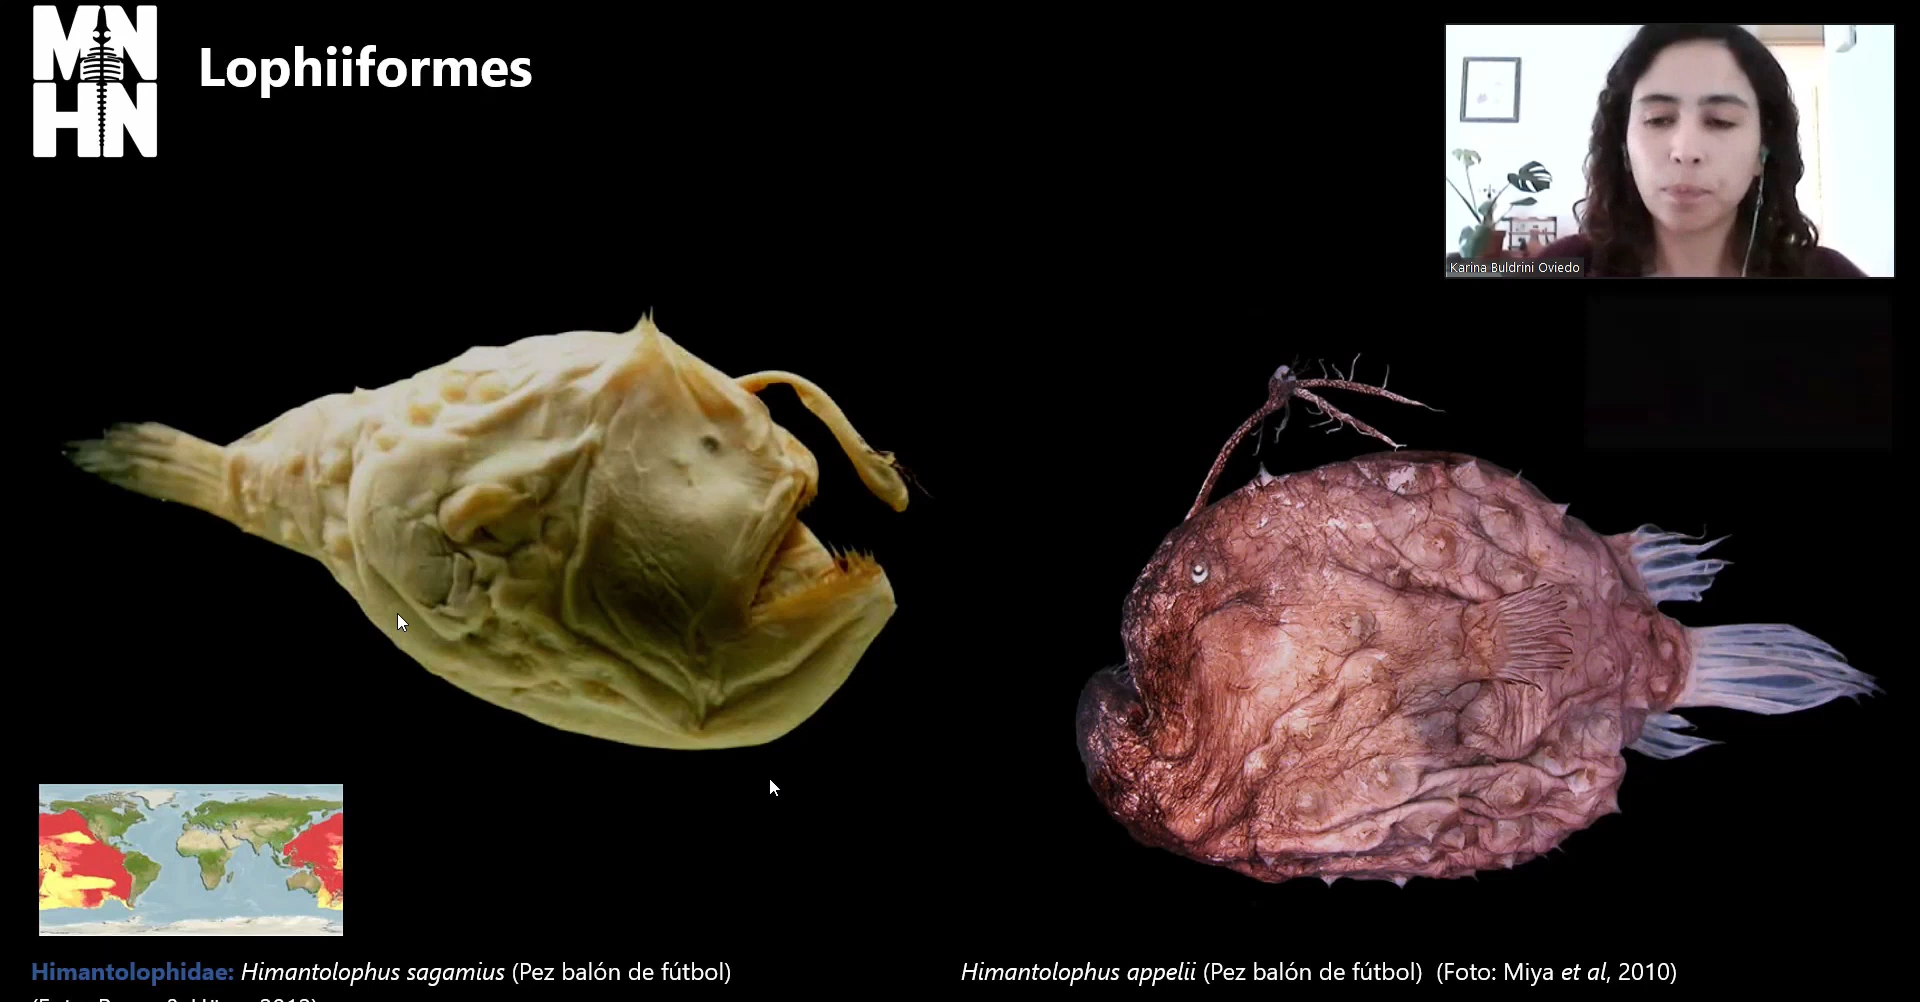 MN
HN
Lophiiformes
Karina Buldrini Oviedo
Himantolophidae: Himantolophus sagamius (Pez balón de fútbol)
Himantolophus appelii (Pez balón de fútbol) (Foto: Miya et al, 2010)